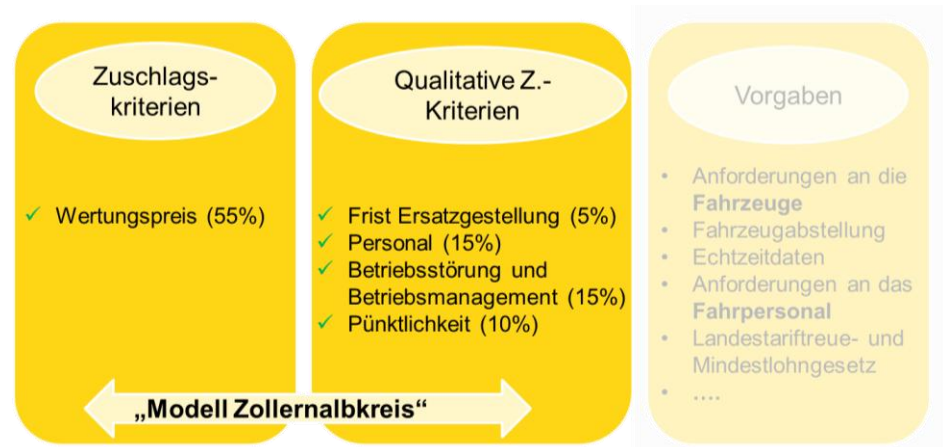 Zuschlags-
kriterien
✓ Wertungspreis (55%)
Qualitative Z.-
Kriterien
✓ Frist Ersatzgestellung (5%)
✓ Personal (15%)
✓ Betriebsstörung und
Betriebsmanagement (15%)
✓ Pünktlichkeit (10%)
„Modell Zollernalbkreis“
Vorgaben
• Anforderungen an die
Fahrzeuge
• Fahrzeugabstellung
• Echtzeitdaten
• Anforderungen an das
Fahrpersonal
• Landestariftreue- und
Mindestlohngesetz
• ....